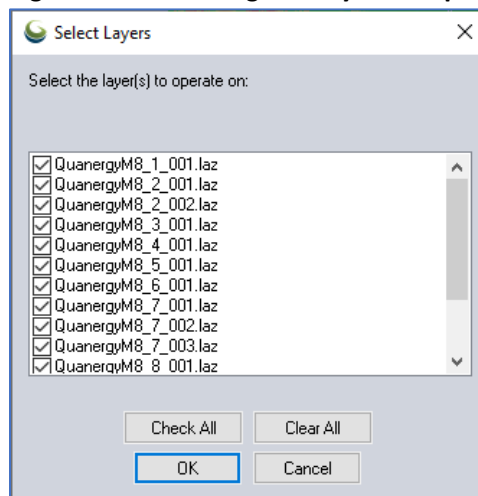 Select Layers
Select the layer(s) to operate on:
QuanergyM8_1_001.laz
QuanergyM8_2_001.laz
QuanergyM8_2_002.laz
QuanergyM8_3_001.laz
QuanergyM8_4_001.laz
QuanergyM8_5_001.laz
QuanergyM8_6_001.laz
QuanergyM8_7_001.laz
QuanergyM8_7_002.laz
QuanergyM8_7_003.laz
QuanergyM8_8_001.laz
Check All Clear All
OK Cancel